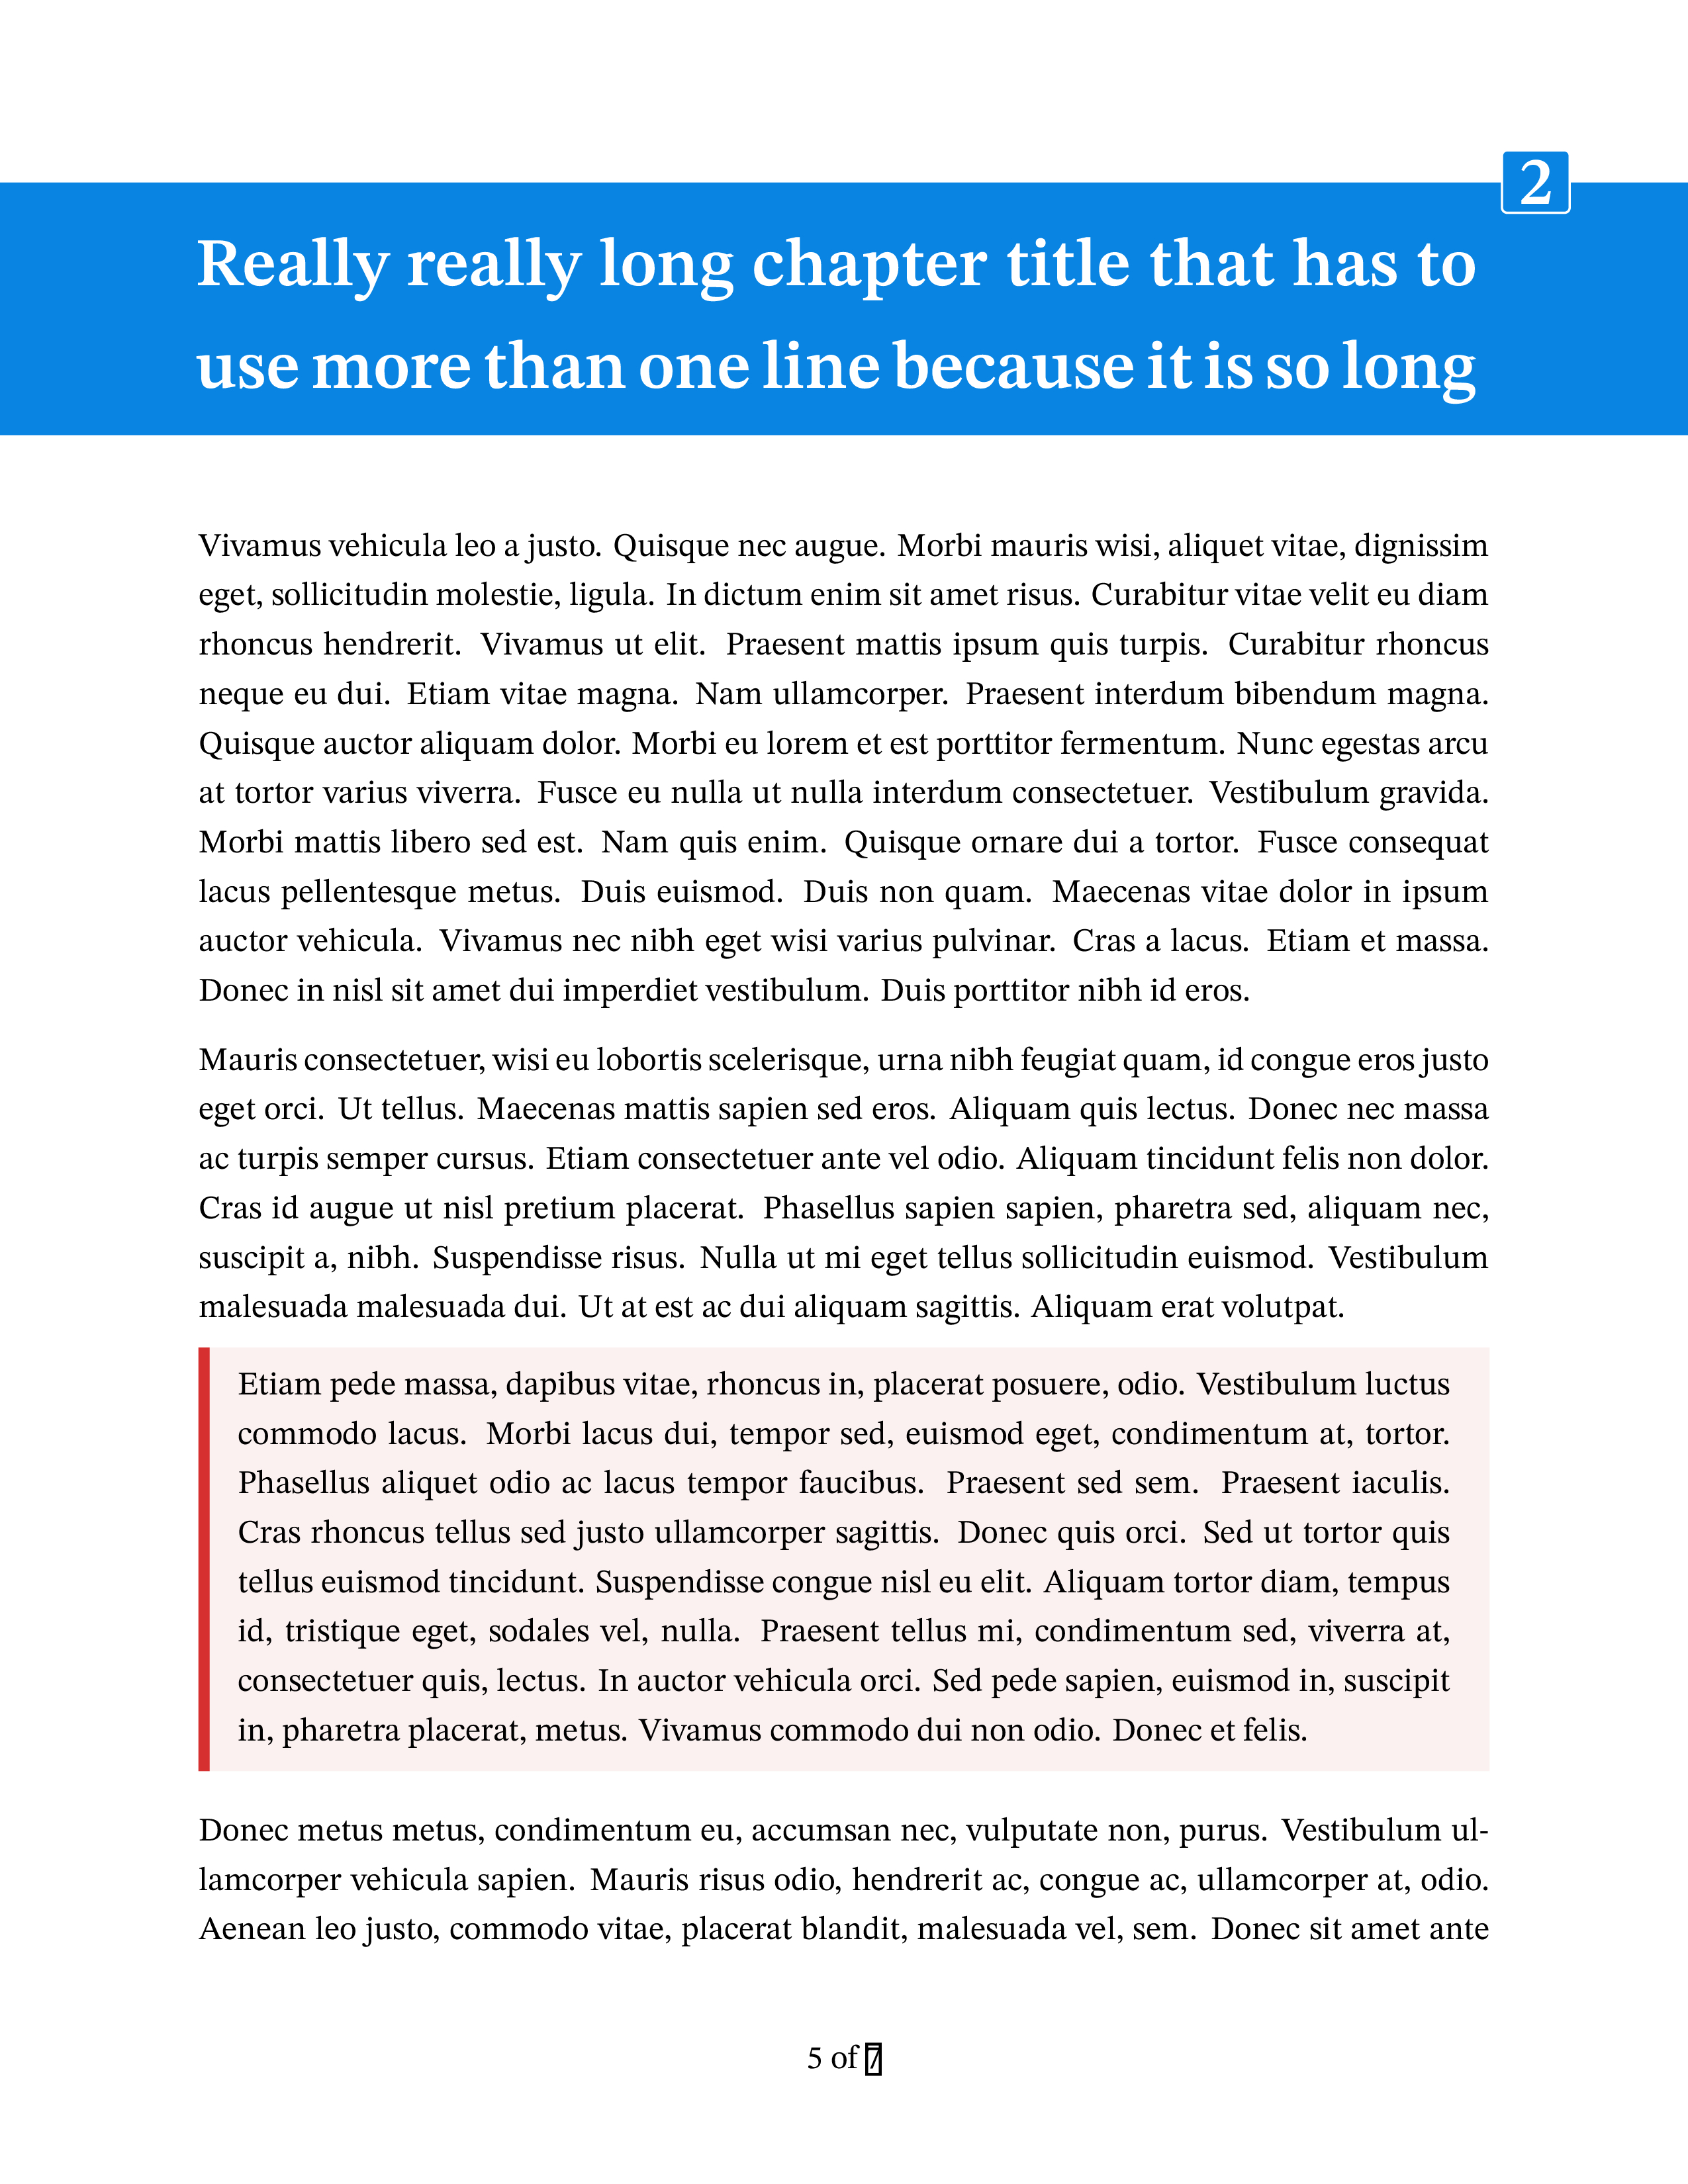 2
Really really long chapter title that has to
use more than one line because it is so long
Vivamus vehicula leo a justo. Quisque nec augue. Morbi mauris wisi, aliquet vitae, dignissim
eget, sollicitudin molestie, ligula. In dictum enim sit amet risus. Curabitur vitae velit eu diam
rhoncus hendrerit. Vivamus ut elit. Praesent mattis ipsum quis turpis. Curabitur rhoncus
neque eu dui. Etiam vitae magna. Nam ullamcorper. Praesent interdum bibendum magna.
Quisque auctor aliquam dolor. Morbi eu lorem et est porttitor fermentum. Nunc egestas arcu
at tortor varius viverra. Fusce eu nulla ut nulla interdum consectetuer. Vestibulum gravida.
Morbi mattis libero sed est. Nam quis enim. Quisque ornare dui a tortor. Fusce consequat
lacus pellentesque metus. Duis euismod. Duis non quam. Maecenas vitae dolor in ipsum
auctor vehicula. Vivamus nec nibh eget wisi varius pulvinar. Cras a lacus. Etiam et massa.
Donec in nisl sit amet dui imperdiet vestibulum. Duis porttitor nibh id eros.
Mauris consectetuer, wisi eu lobortis scelerisque, urna nibh feugiat quam, id congue eros justo
eget orci. Ut tellus. Maecenas mattis sapien sed eros. Aliquam quis lectus. Donec nec massa
ac turpis semper cursus. Etiam consectetuer ante vel odio. Aliquam tincidunt felis non dolor.
Cras id augue ut nisl pretium placerat. Phasellus sapien sapien, pharetra sed, aliquam nec,
suscipit a, nibh. Suspendisse risus. Nulla ut mi eget tellus sollicitudin euismod. Vestibulum
malesuada malesuada dui. Ut at est ac dui aliquam sagittis. Aliquam erat volutpat.
Etiam pede massa, dapibus vitae, rhoncus in, placerat posuere, odio. Vestibulum luctus
commodo lacus. Morbi lacus dui, tempor sed, euismod eget, condimentum at, tortor.
Phasellus aliquet odio ac lacus tempor faucibus. Praesent sed sem. Praesent iaculis.
Cras rhoncus tellus sed justo ullamcorper sagittis. Donec quis orci. Sed ut tortor quis
tellus euismod tincidunt. Suspendisse congue nisl eu elit. Aliquam tortor diam, tempus
id, tristique eget, sodales vel, nulla. Praesent tellus mi, condimentum sed, viverra at,
consectetuer quis, lectus. In auctor vehicula orci. Sed pede sapien, euismod in, suscipit
in, pharetra placerat, metus. Vivamus commodo dui non odio. Donec et felis.
Donec metus metus, condimentum eu, accumsan nec, vulputate non, purus. Vestibulum ul-
lamcorper vehicula sapien. Mauris risus odio, hendrerit ac, congue ac, ullamcorper at, odio.
Aenean leo justo, commodo vitae, placerat blandit, malesuada vel, sem. Donec sit amet ante
5 of 7